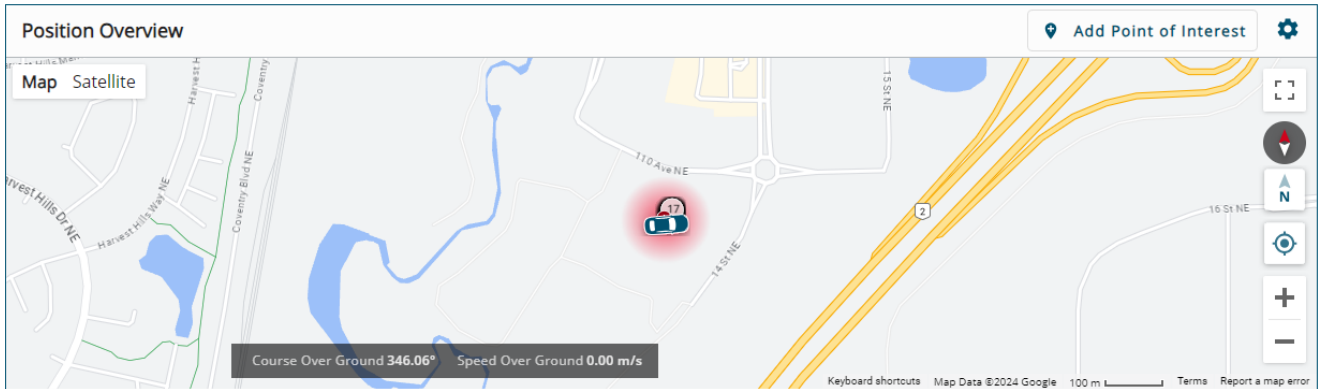 Position Overview
Add Point of Interest
Map Satellite
Harvest H
Coventry
15 St NE
110 Ave NE
17
2
N
16 St NE
Harvest Hills Dr NE
Harvest Hills Way NE
Coventry Blvd NE
14 St NE
Course Over Ground 346.06° Speed Over Ground 0.00 m/s
Keyboard shortcuts Map Data ©2024 Google 100 m Terms Report a map error